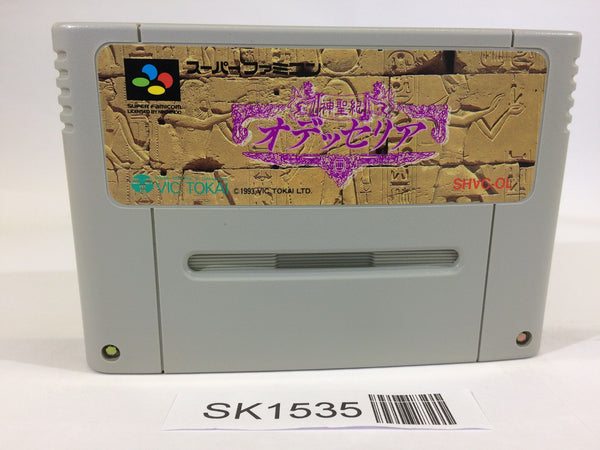 スーパーファミコン
SUPER FAMICOM
LICENSED BY NINTENDO
神聖紀
オデッセリア
VIC TOKAI
©1993 VIC TOKAI LTD.
SHVC-OL
SK1535